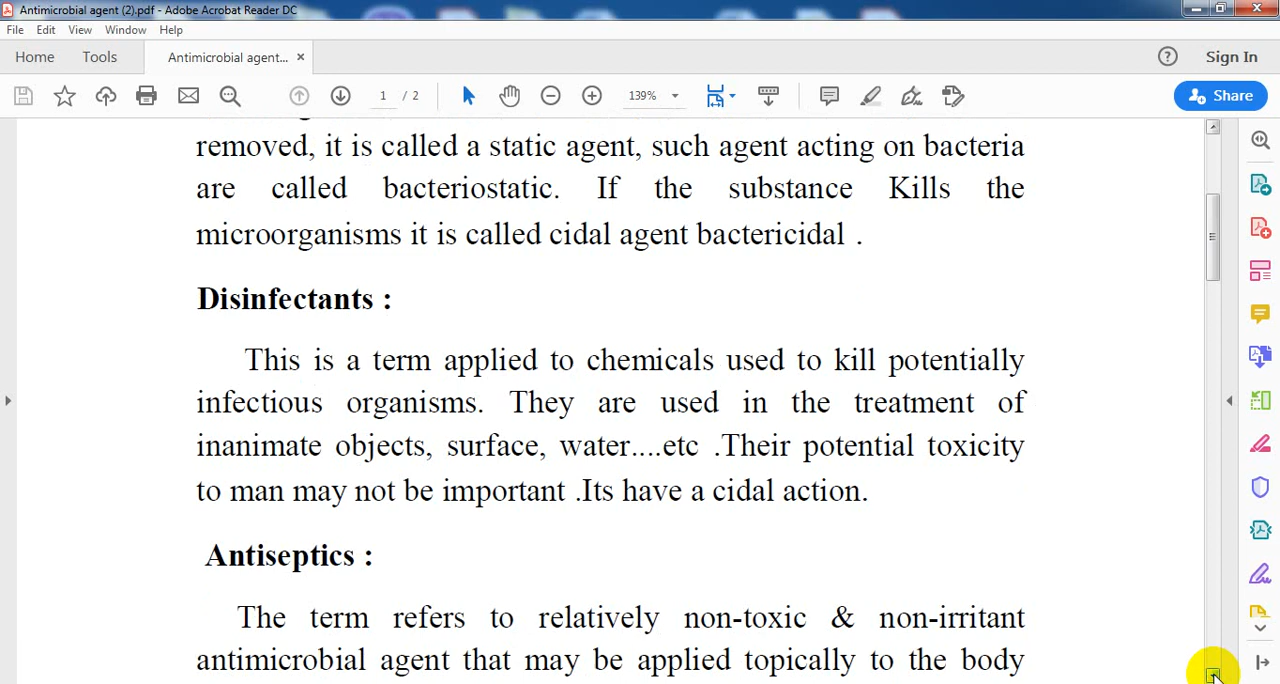 Antimicrobial agent (2).pdf - Adobe Acrobat Reader DC
File Edit View Window Help
Home Tools Antimicrobial agent... × Sign In
1 / 2 139% Share
removed, it is called a static agent, such agent acting on bacteria
are called bacteriostatic. If the substance Kills the
microorganisms it is called cidal agent bactericidal .
Disinfectants :
This is a term applied to chemicals used to kill potentially
infectious organisms. They are used in the treatment of
inanimate objects, surface, water....etc .Their potential toxicity
to man may not be important .Its have a cidal action.
Antiseptics :
The term refers to relatively non-toxic & non-irritant
antimicrobial agent that may be applied topically to the body